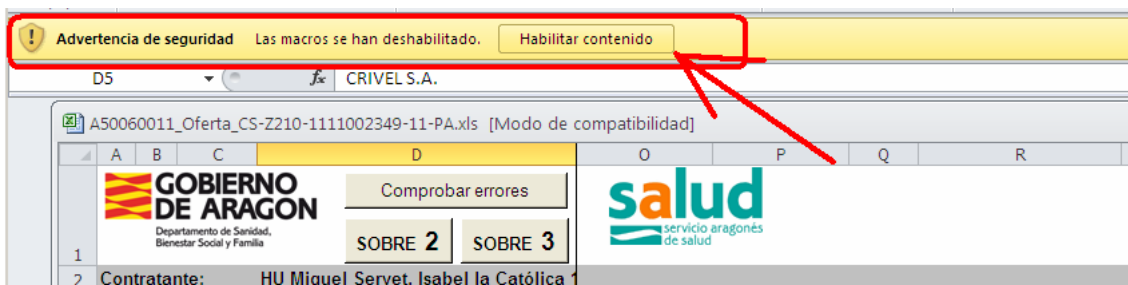 Advertencia de seguridad Las macros se han deshabilitado. Habilitar contenido
D5 fx CRIVEL S.A.
A50060011_Oferta_CS-Z210-1111002349-11-PA.xls [Modo de compatibilidad]
A B C D O P Q R
GOBIERNO
DE ARAGON
Departamento de Sanidad,
Bienestar Social y Familia
Comprobar errores
SOBRE 2 SOBRE 3
salud
servicio aragonés
de salud
1
2 Contratante: HU Miguel Servet. Isabel la Católica 1